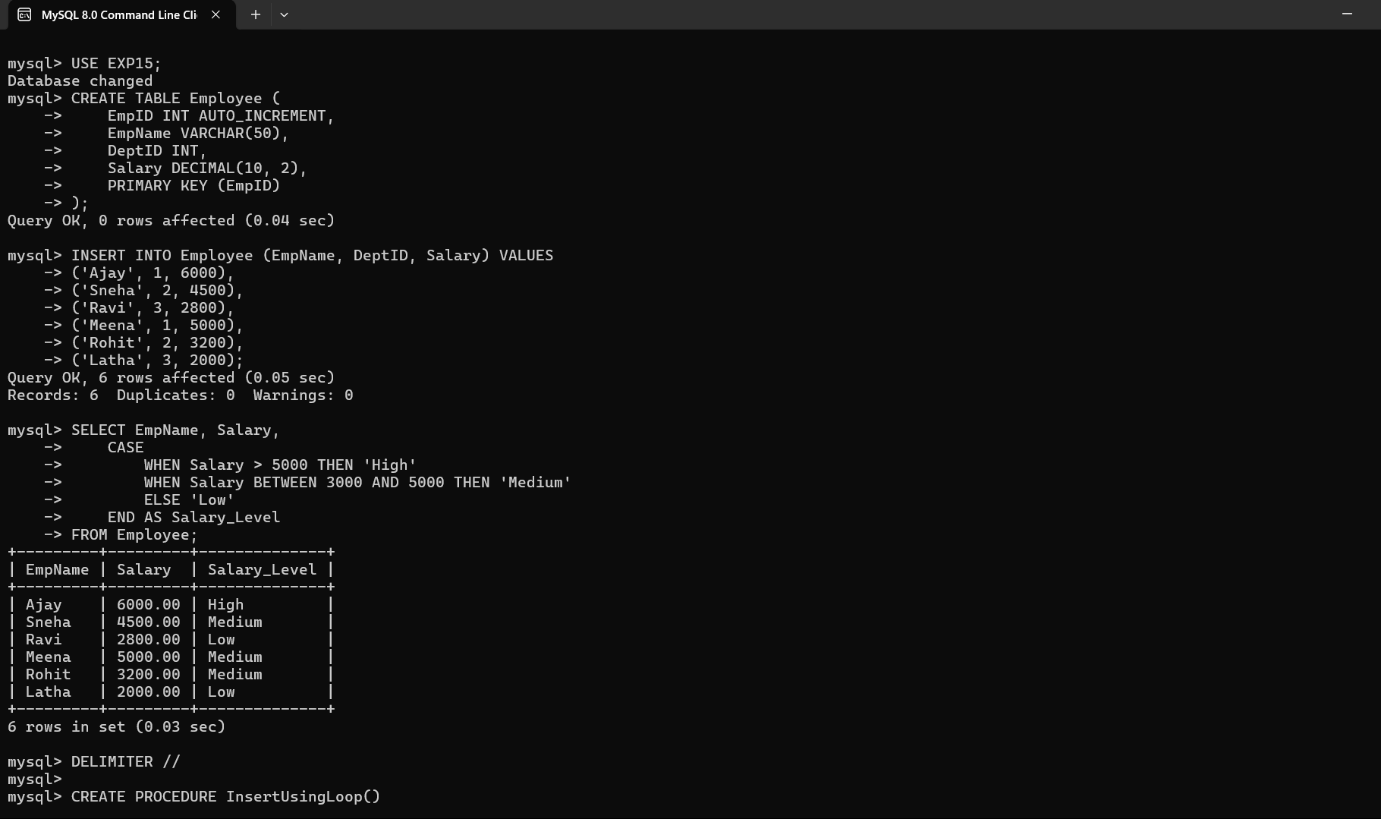 MySQL 8.0 Command Line Cli
mysql> USE EXP15;
Database changed
mysql> CREATE TABLE Employee (
    ->     EmpID INT AUTO_INCREMENT,
    ->     EmpName VARCHAR(50),
    ->     DeptID INT,
    ->     Salary DECIMAL(10, 2),
    ->     PRIMARY KEY (EmpID)
    -> );
Query OK, 0 rows affected (0.04 sec)

mysql> INSERT INTO Employee (EmpName, DeptID, Salary) VALUES
    -> ('Ajay', 1, 6000),
    -> ('Sneha', 2, 4500),
    -> ('Ravi', 3, 2800),
    -> ('Meena', 1, 5000),
    -> ('Rohit', 2, 3200),
    -> ('Latha', 3, 2000);
Query OK, 6 rows affected (0.05 sec)
Records: 6  Duplicates: 0  Warnings: 0

mysql> SELECT EmpName, Salary,
    ->     CASE
    ->         WHEN Salary > 5000 THEN 'High'
    ->         WHEN Salary BETWEEN 3000 AND 5000 THEN 'Medium'
    ->         ELSE 'Low'
    ->     END AS Salary_Level
    -> FROM Employee;
+---------+---------+--------------+
| EmpName | Salary  | Salary_Level |
+---------+---------+--------------+
| Ajay    | 6000.00 | High         |
| Sneha   | 4500.00 | Medium       |
| Ravi    | 2800.00 | Low          |
| Meena   | 5000.00 | Medium       |
| Rohit   | 3200.00 | Medium       |
| Latha   | 2000.00 | Low          |
+---------+---------+--------------+
6 rows in set (0.03 sec)

mysql> DELIMITER //
mysql>
mysql> CREATE PROCEDURE InsertUsingLoop()